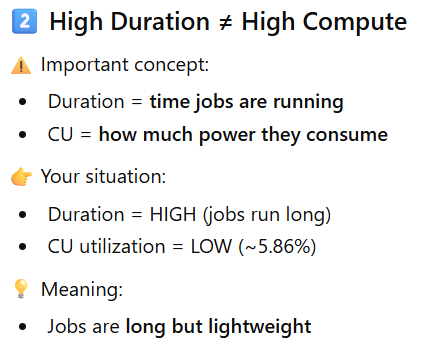 2️⃣ High Duration ≠ High Compute
⚠️ Important concept:
• Duration = time jobs are running
• CU = how much power they consume
👉 Your situation:
• Duration = HIGH (jobs run long)
• CU utilization = LOW (~5.86%)
💡 Meaning:
• Jobs are long but lightweight